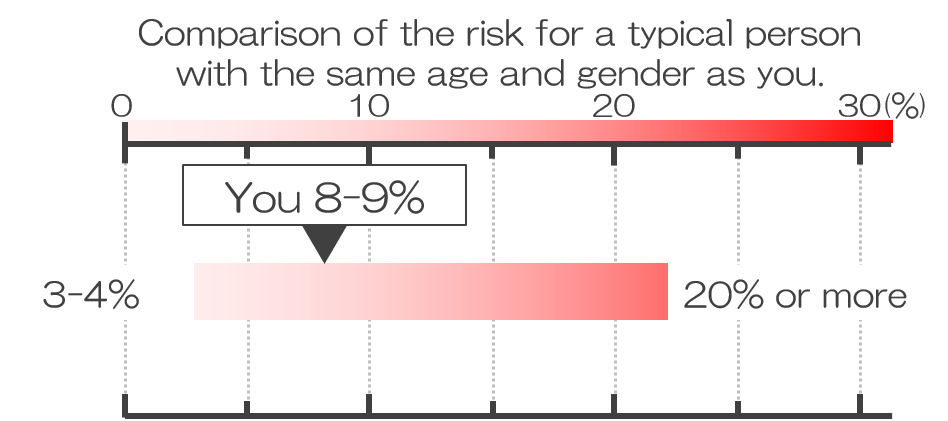 Comparison of the risk for a typical person
with the same age and gender as you.
0 10 20 30(%)
You 8-9%
3-4% 20% or more